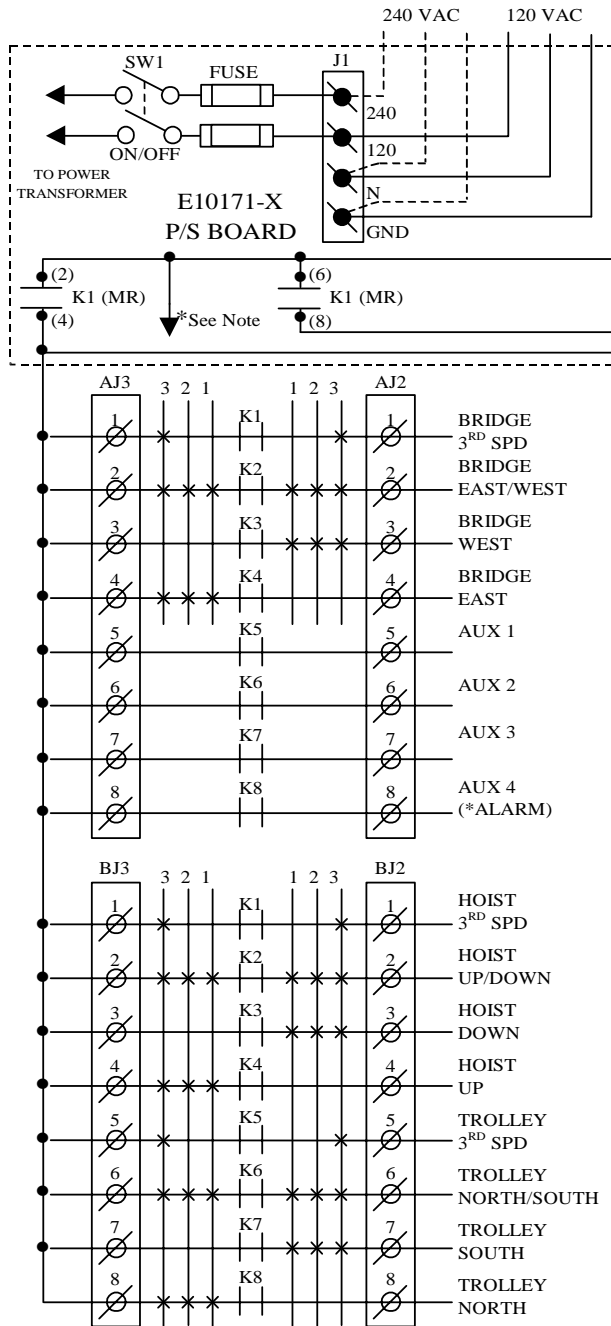 240 VAC 120 VAC
SW1
FUSE
J1
240
120
N
GND
ON/OFF
TO POWER
TRANSFORMER
E10171-X
P/S BOARD
(2)
K1 (MR)
(4)
*See Note
(6)
K1 (MR)
(8)
AJ3 3 2 1 1 2 3 AJ2
1 K1 1 BRIDGE
3RD SPD
2 K2 2 BRIDGE
EAST/WEST
3 K3 3 BRIDGE
WEST
4 K4 4 BRIDGE
EAST
5 K5 5 AUX 1
6 K6 6 AUX 2
7 K7 7 AUX 3
8 K8 8 AUX 4
(*ALARM)
BJ3 3 2 1 1 2 3 BJ2
1 K1 1 HOIST
3RD SPD
2 K2 2 HOIST
UP/DOWN
3 K3 3 HOIST
DOWN
4 K4 4 HOIST
UP
5 K5 5 TROLLEY
3RD SPD
6 K6 6 TROLLEY
NORTH/SOUTH
7 K7 7 TROLLEY
SOUTH
8 K8 8 TROLLEY
NORTH